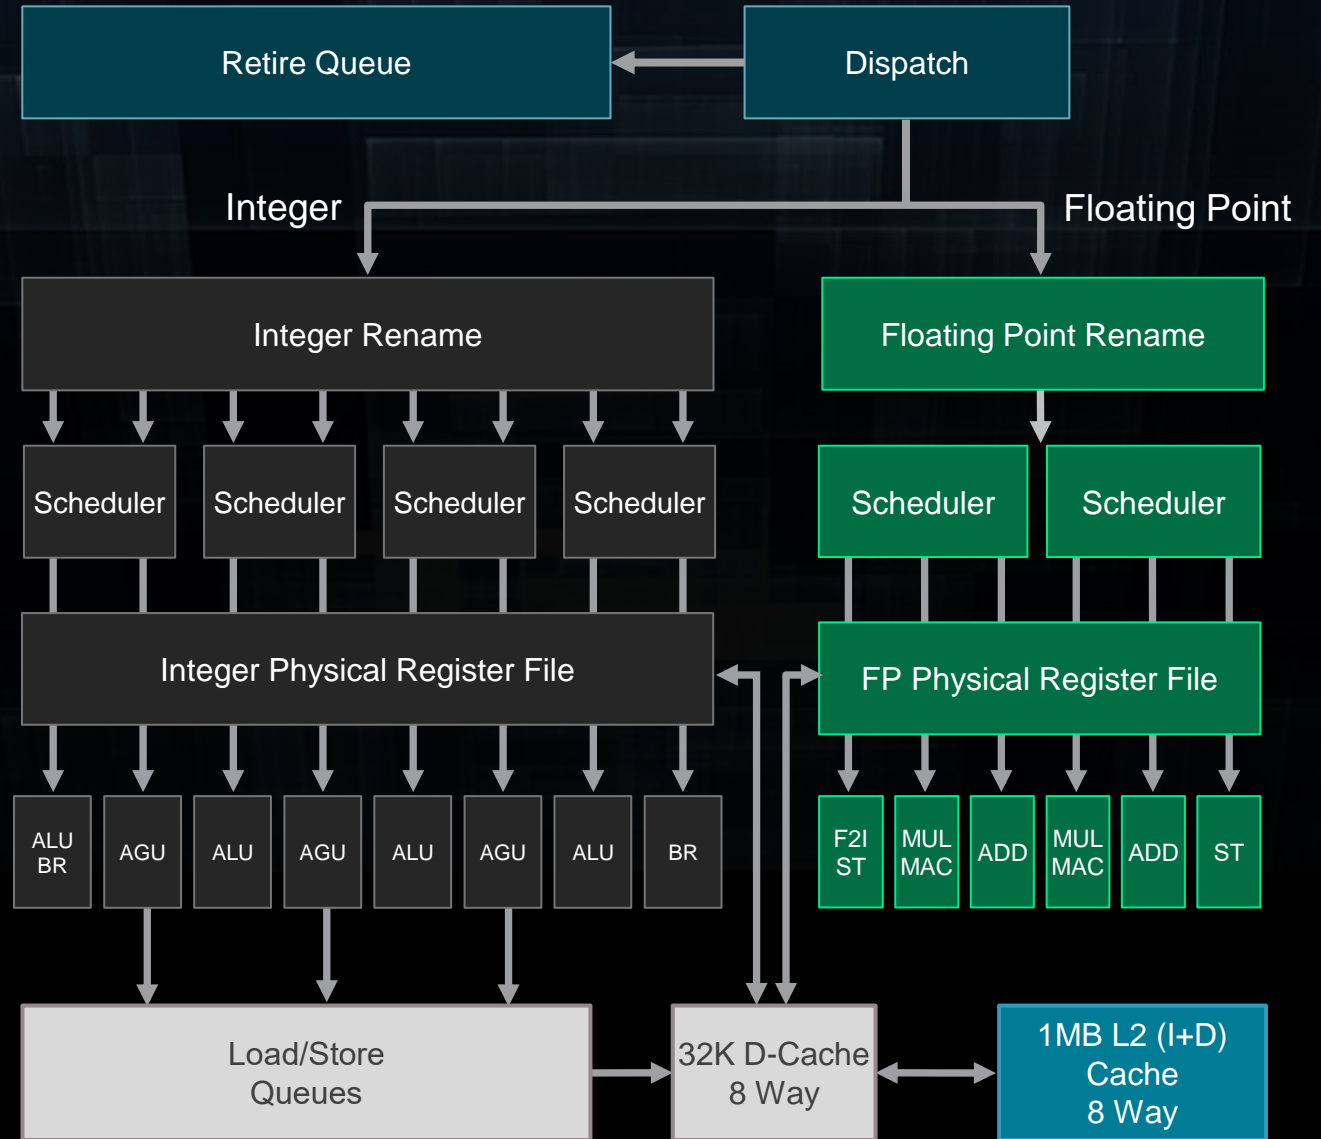 Retire Queue
Dispatch
Integer
Floating Point
Integer Rename
Floating Point Rename
Scheduler
Scheduler
Scheduler
Scheduler
Scheduler
Scheduler
Integer Physical Register File
FP Physical Register File
ALU
BR
AGU
ALU
AGU
ALU
AGU
ALU
BR
F2I
ST
MUL
MAC
ADD
MUL
MAC
ADD
ST
Load/Store
Queues
32K D-Cache
8 Way
1MB L2 (I+D)
Cache
8 Way